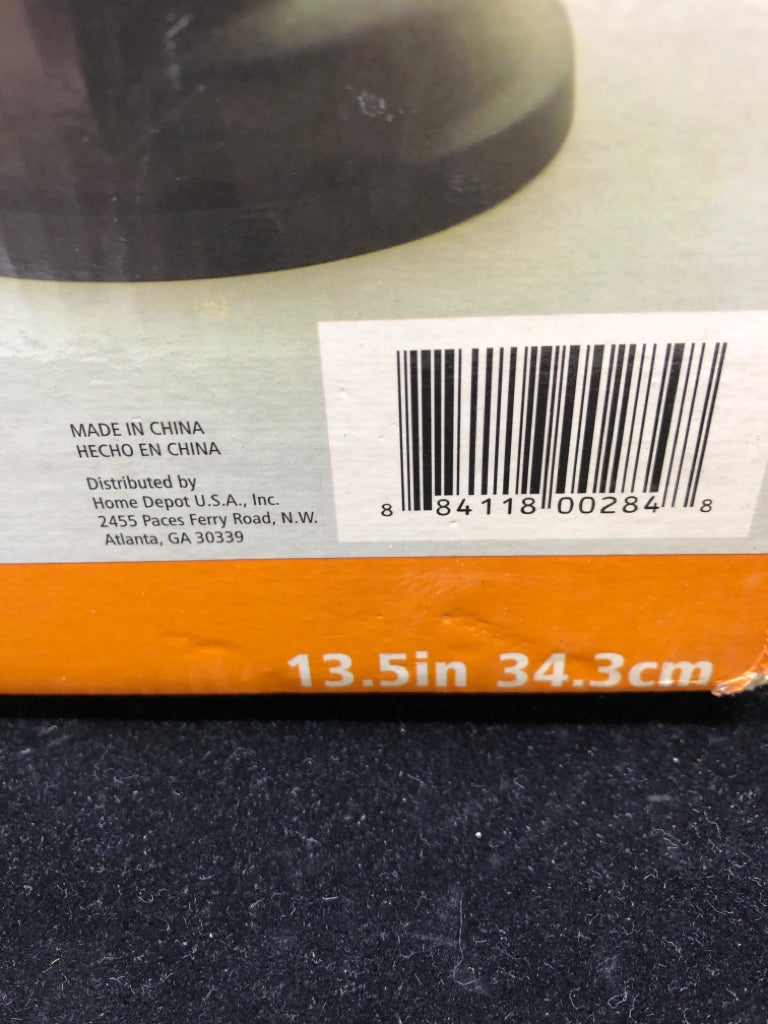 MADE IN CHINA
HECHO EN CHINA
Distributed by
Home Depot U.S.A., Inc.
2455 Paces Ferry Road, N.W.
Atlanta, GA 30339
8 84118 00284 8
13.5in 34.3cm